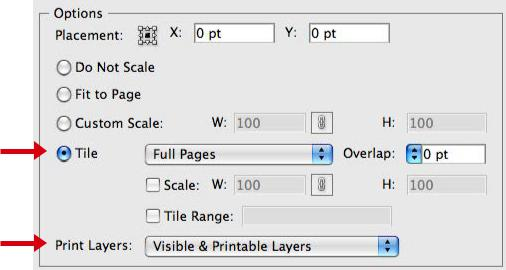 Options
Placement: X: 0 pt Y: 0 pt
Do Not Scale
Fit to Page
Custom Scale: W: 100 H: 100
Tile Full Pages Overlap: 0 pt
Scale: W: 100 H: 100
Tile Range:
Print Layers: Visible & Printable Layers